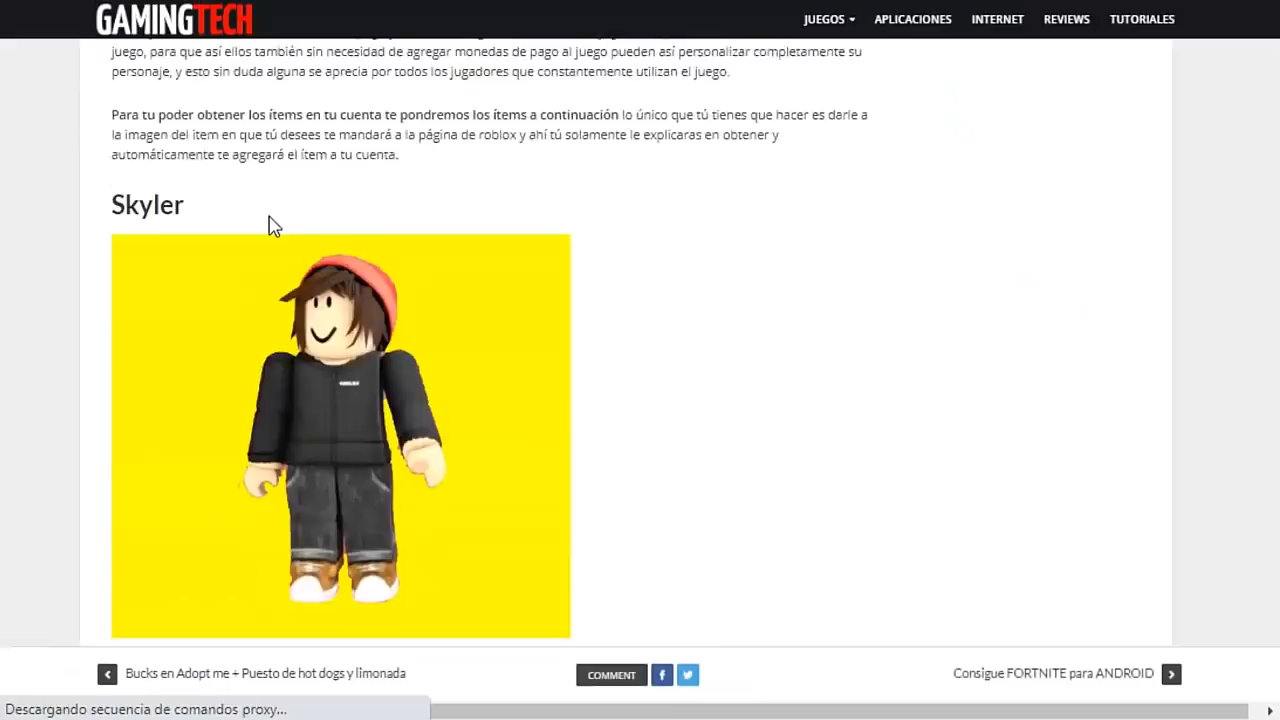 GAMINGTECH
JUEGOS
APLICACIONES
INTERNET
REVIEWS
TUTORIALES
juego, para que así ellos también sin necesidad de agregar monedas de pago al juego pueden así personalizar completamente su
personaje, y esto sin duda alguna se aprecia por todos los jugadores que constantemente utilizan el juego.
Para tu poder obtener los ítems en tu cuenta te pondremos los ítems a continuación lo único que tú tienes que hacer es darle a
la imagen del item en que tú desees te mandará a la página de roblox y ahí tú solamente le explicaras en obtener y
automáticamente te agregará el ítem a tu cuenta.
Skyler
ROBLOX
Bucks en Adopt me + Puesto de hot dogs y limonada
COMMENT
Consigue FORTNITE para ANDROID
Descargando secuencia de comandos proxy...